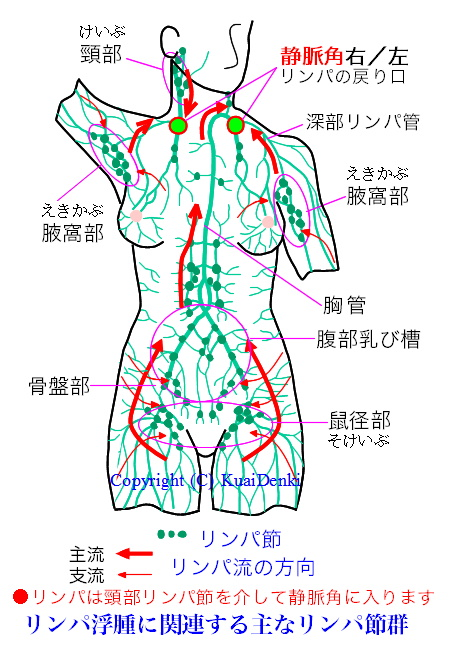 けいぶ
頸部
静脈角右／左
リンパの戻り口
深部リンパ管
えきかぶ
腋窩部
えきかぶ
腋窩部
胸管
腹部乳び槽
骨盤部
鼠径部
そけいぶ
Copyright (C) KuaiDenki
リンパ節
主流
支流
リンパ流の方向
●リンパは頸部リンパ節を介して静脈角に入ります
リンパ浮腫に関連する主なリンパ節群